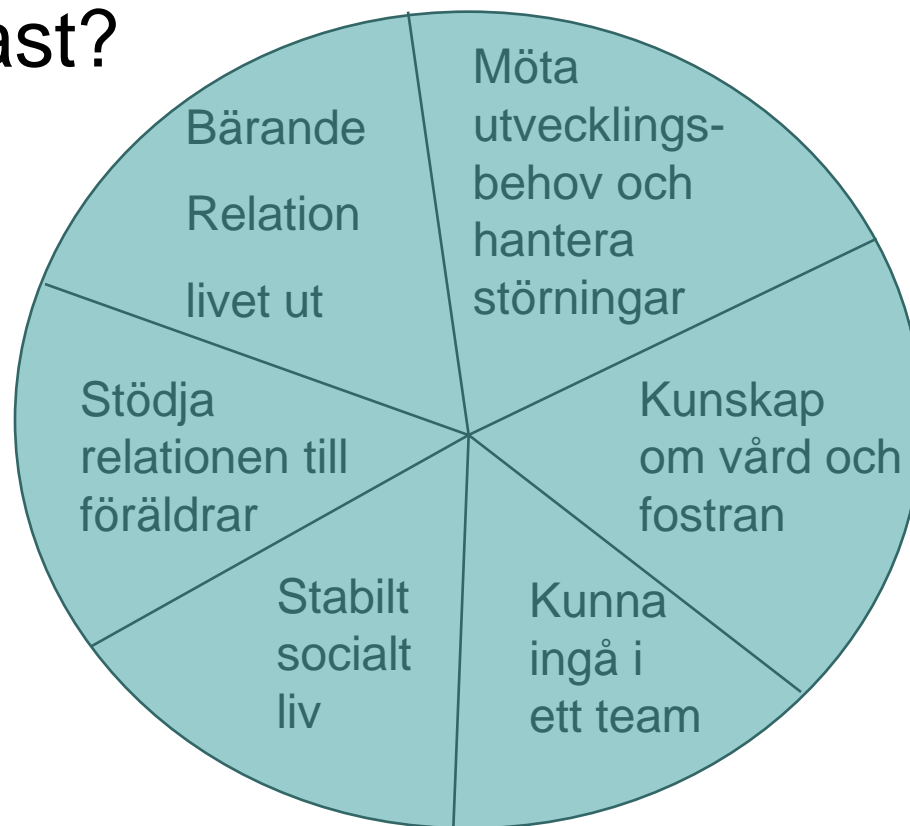 ast?
Bärande
Relation
livet ut
Möta
utvecklings-
behov och
hantera
störningar
Stödja
relationen till
föräldrar
Kunskap
om vård och
fostran
Stabilt
socialt
liv
Kunna
ingå i
ett team